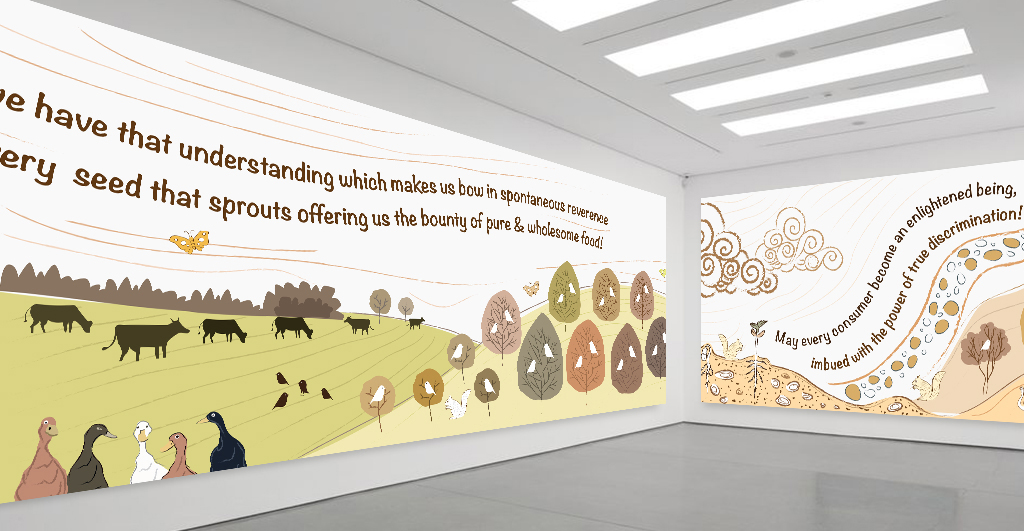 have that understanding which makes us bow in spontaneous reverence
seed that sprouts offering us the bounty of pure & wholesome food!
May every consumer become an enlightened being,
imbued with the power of true discrimination!